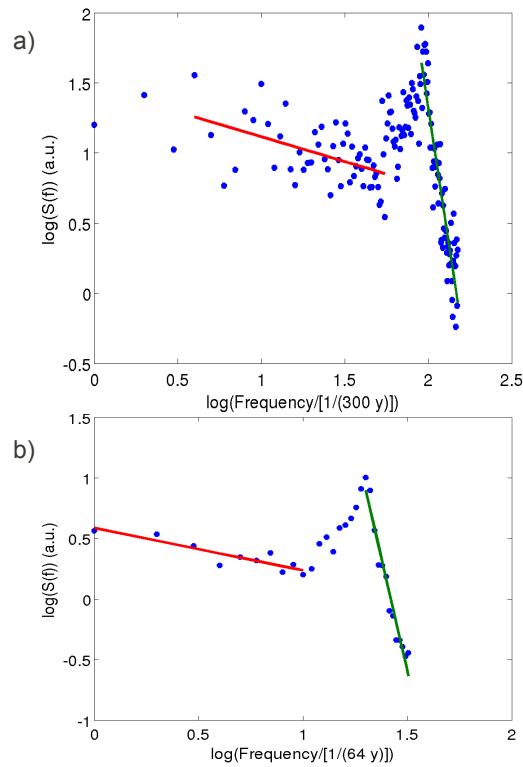 a)
2
1.5
1
0.5
0
-0.5
log(S(f)) (a.u.)
0 0.5 1 1.5 2 2.5
log(Frequency/[1/(300 y)])
b)
1.5
1
0.5
0
-0.5
-1
log(S(f)) (a.u.)
0 0.5 1 1.5 2
log(Frequency/[1/(64 y)])